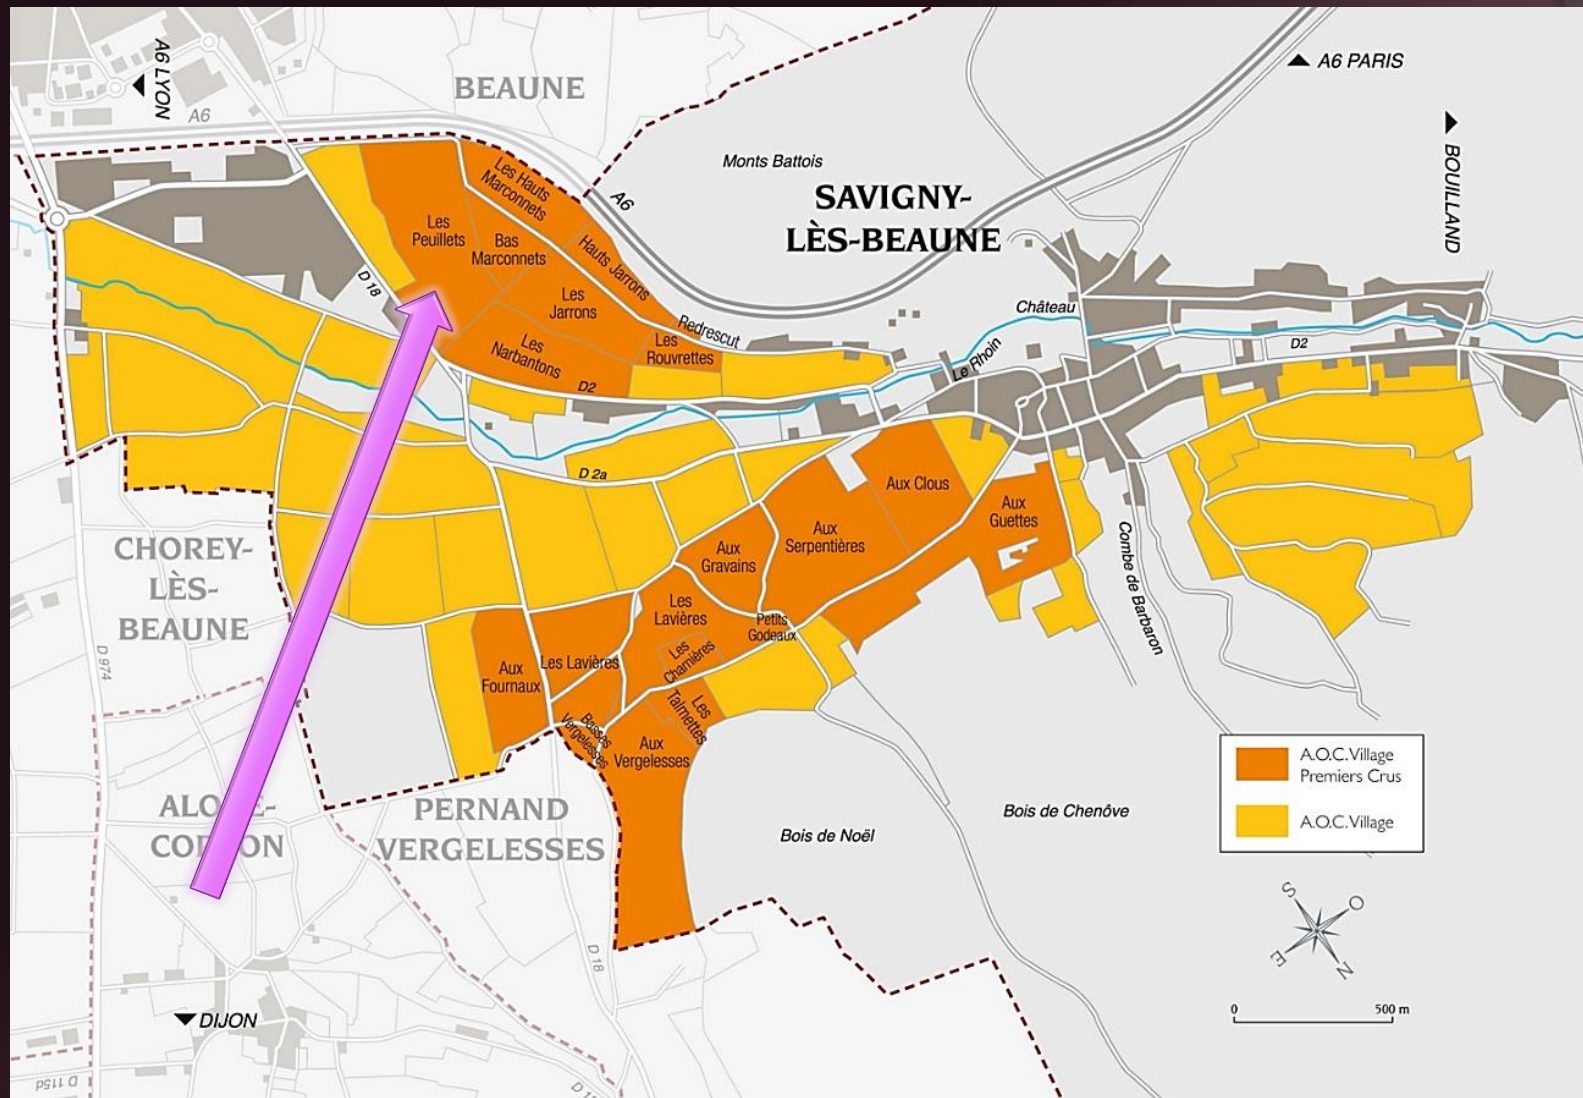 A6 LYON
A6
BEAUNE
A6 PARIS
BOUILLAND
Monts Battois
SAVIGNY-
LÈS-BEAUNE
A6
Les Hauts
Marconnets
Les
Peuillets
Bas
Marconnets
Hauts Jarrons
Les
Jarrons
D 18
Redrescut
Les
Rouvrettes
Les
Narbantons
D2
Château
Le Rhoin
D2
D 2a
Aux Clous
Aux
Guettes
Aux
Serpentières
Aux
Gravains
Combe de Barbaron
CHOREY-
LÈS-
BEAUNE
D 974
Les
Lavières
Petits
Godeaux
Les
Charnières
Les Lavières
Aux
Fournaux
Les
Talmettes
Basses
Vergelesses
Aux
Vergelesses
PERNAND
VERGELESSES
Bois de Noël
Bois de Chenôve
A.O.C.Village
Premiers Crus
A.O.C.Village
S
O
E
N
0
500 m
D 18
DIJON
D 115d